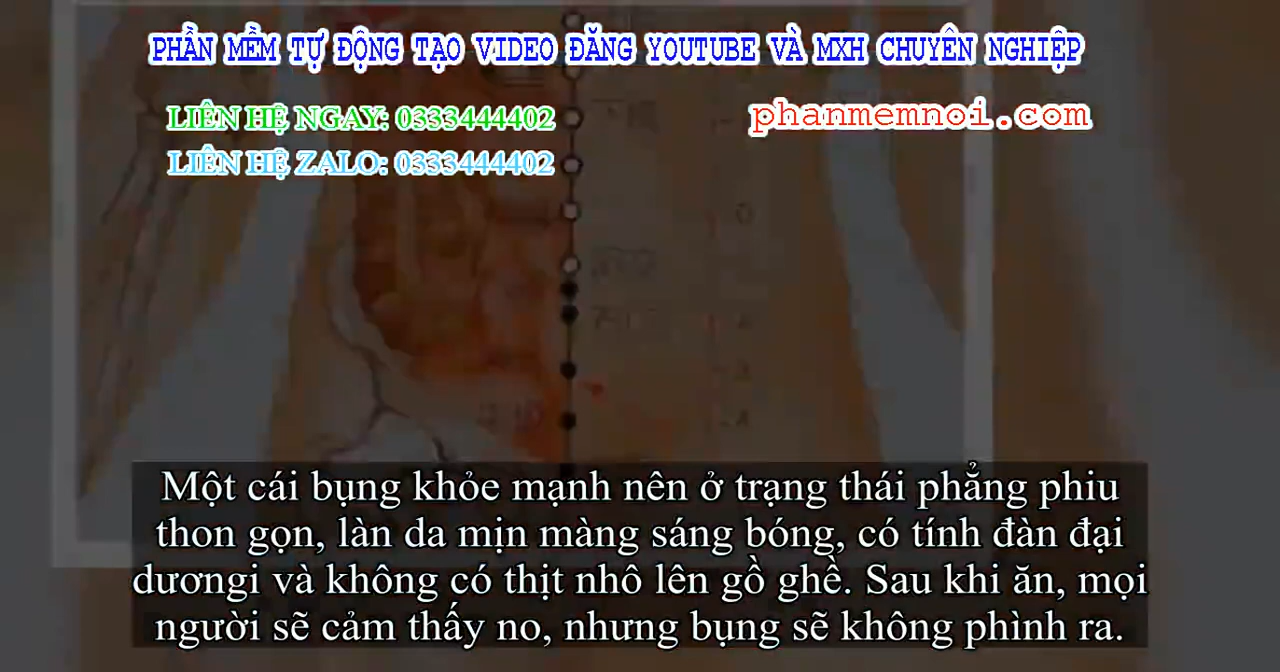 PHẦN MỀM TỰ ĐỘNG TẠO VIDEO ĐĂNG YOUTUBE VÀ MXH CHUYÊN NGHIỆP
LIÊN HỆ NGAY: 0333444402
phanmemnoi.com
LIÊN HỆ ZALO: 0333444402
Một cái bụng khỏe mạnh nên ở trạng thái phẳng phiu
thon gọn, làn da mịn màng sáng bóng, có tính đàn đại
dươngi và không có thịt nhô lên gồ ghề. Sau khi ăn, mọi
người sẽ cảm thấy no, nhưng bụng sẽ không phình ra.